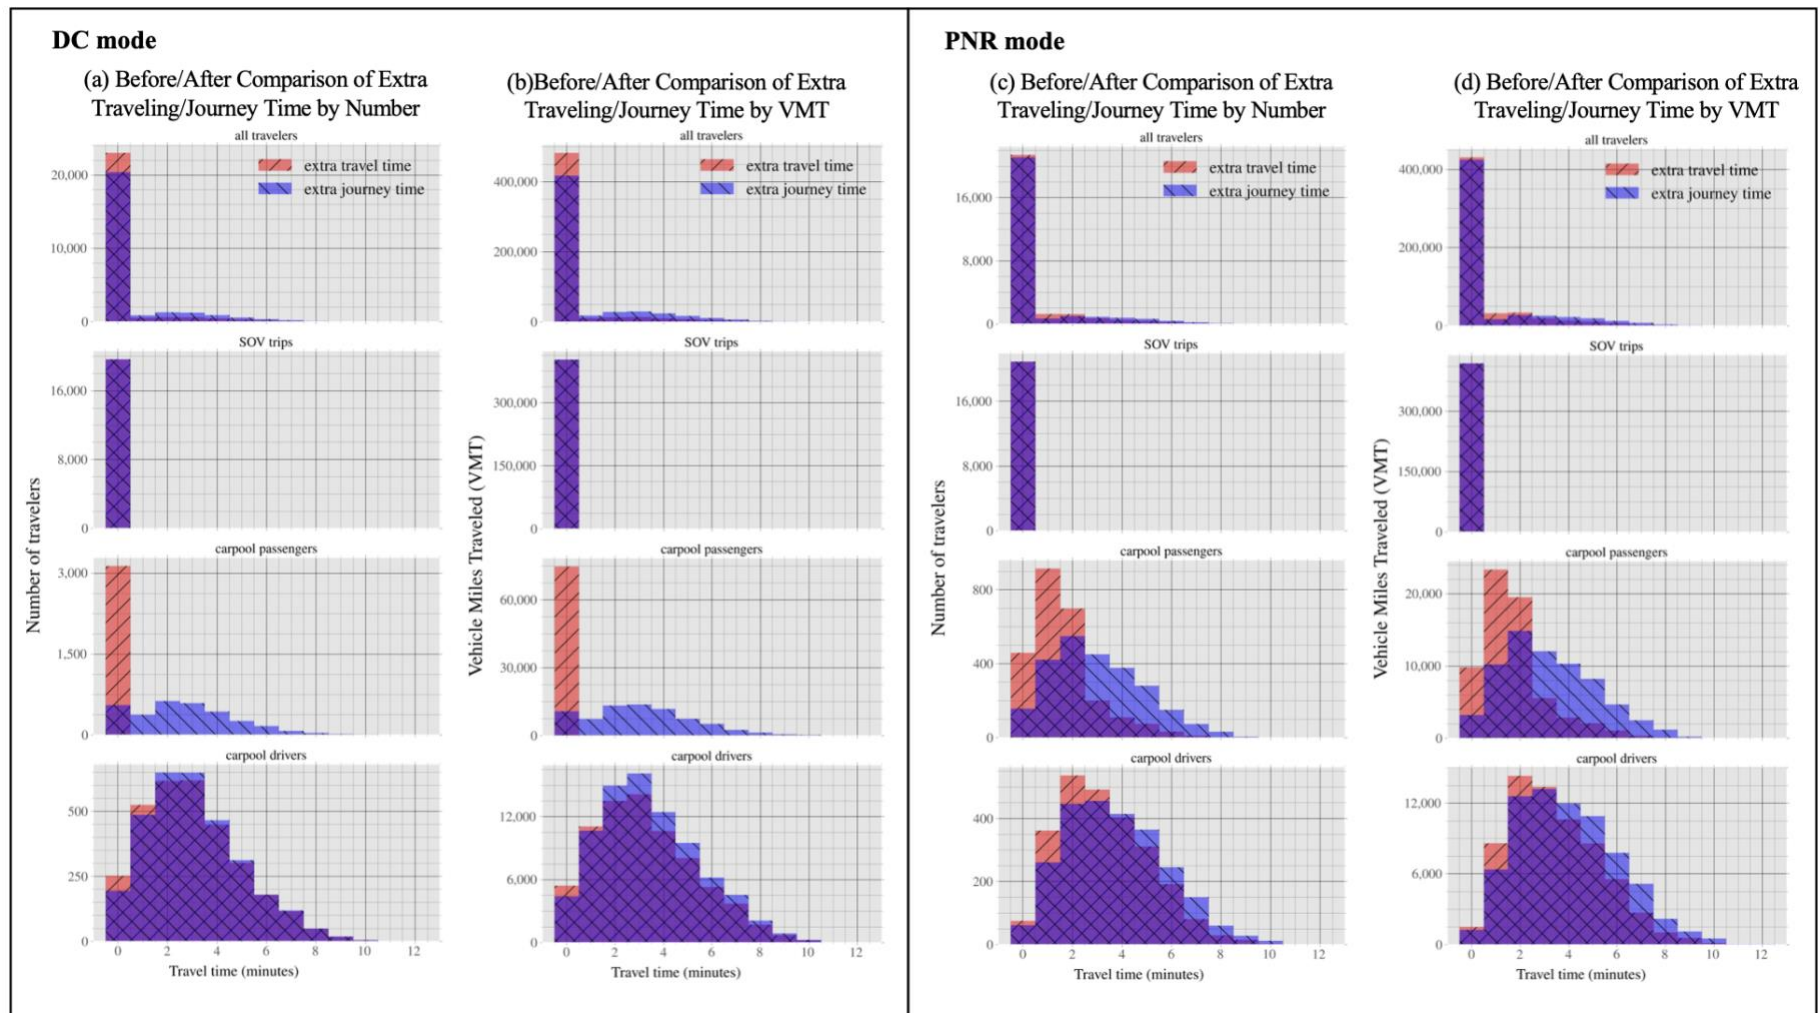 DC mode
(a) Before/After Comparison of Extra
Traveling/Journey Time by Number
all travelers
extra travel time
extra journey time
20,000
10,000
0
SOV trips
16,000
8,000
0
carpool passengers
3,000
1,500
0
carpool drivers
500
250
0
0 2 4 6 8 10 12
Travel time (minutes)
Number of travelers
(b)Before/After Comparison of Extra
Traveling/Journey Time by VMT
all travelers
extra travel time
extra journey time
400,000
200,000
0
SOV trips
300,000
150,000
0
carpool passengers
60,000
30,000
0
carpool drivers
12,000
6,000
0
0 2 4 6 8 10 12
Travel time (minutes)
Vehicle Miles Traveled (VMT)
PNR mode
(c) Before/After Comparison of Extra
Traveling/Journey Time by Number
all travelers
extra travel time
extra journey time
16,000
8,000
0
SOV trips
16,000
8,000
0
carpool passengers
800
400
0
carpool drivers
400
200
0
0 2 4 6 8 10 12
Travel time (minutes)
Number of travelers
(d) Before/After Comparison of Extra
Traveling/Journey Time by VMT
all travelers
extra travel time
extra journey time
400,000
200,000
0
SOV trips
300,000
150,000
0
carpool passengers
20,000
10,000
0
carpool drivers
12,000
6,000
0
0 2 4 6 8 10 12
Travel time (minutes)
Vehicle Miles Traveled (VMT)